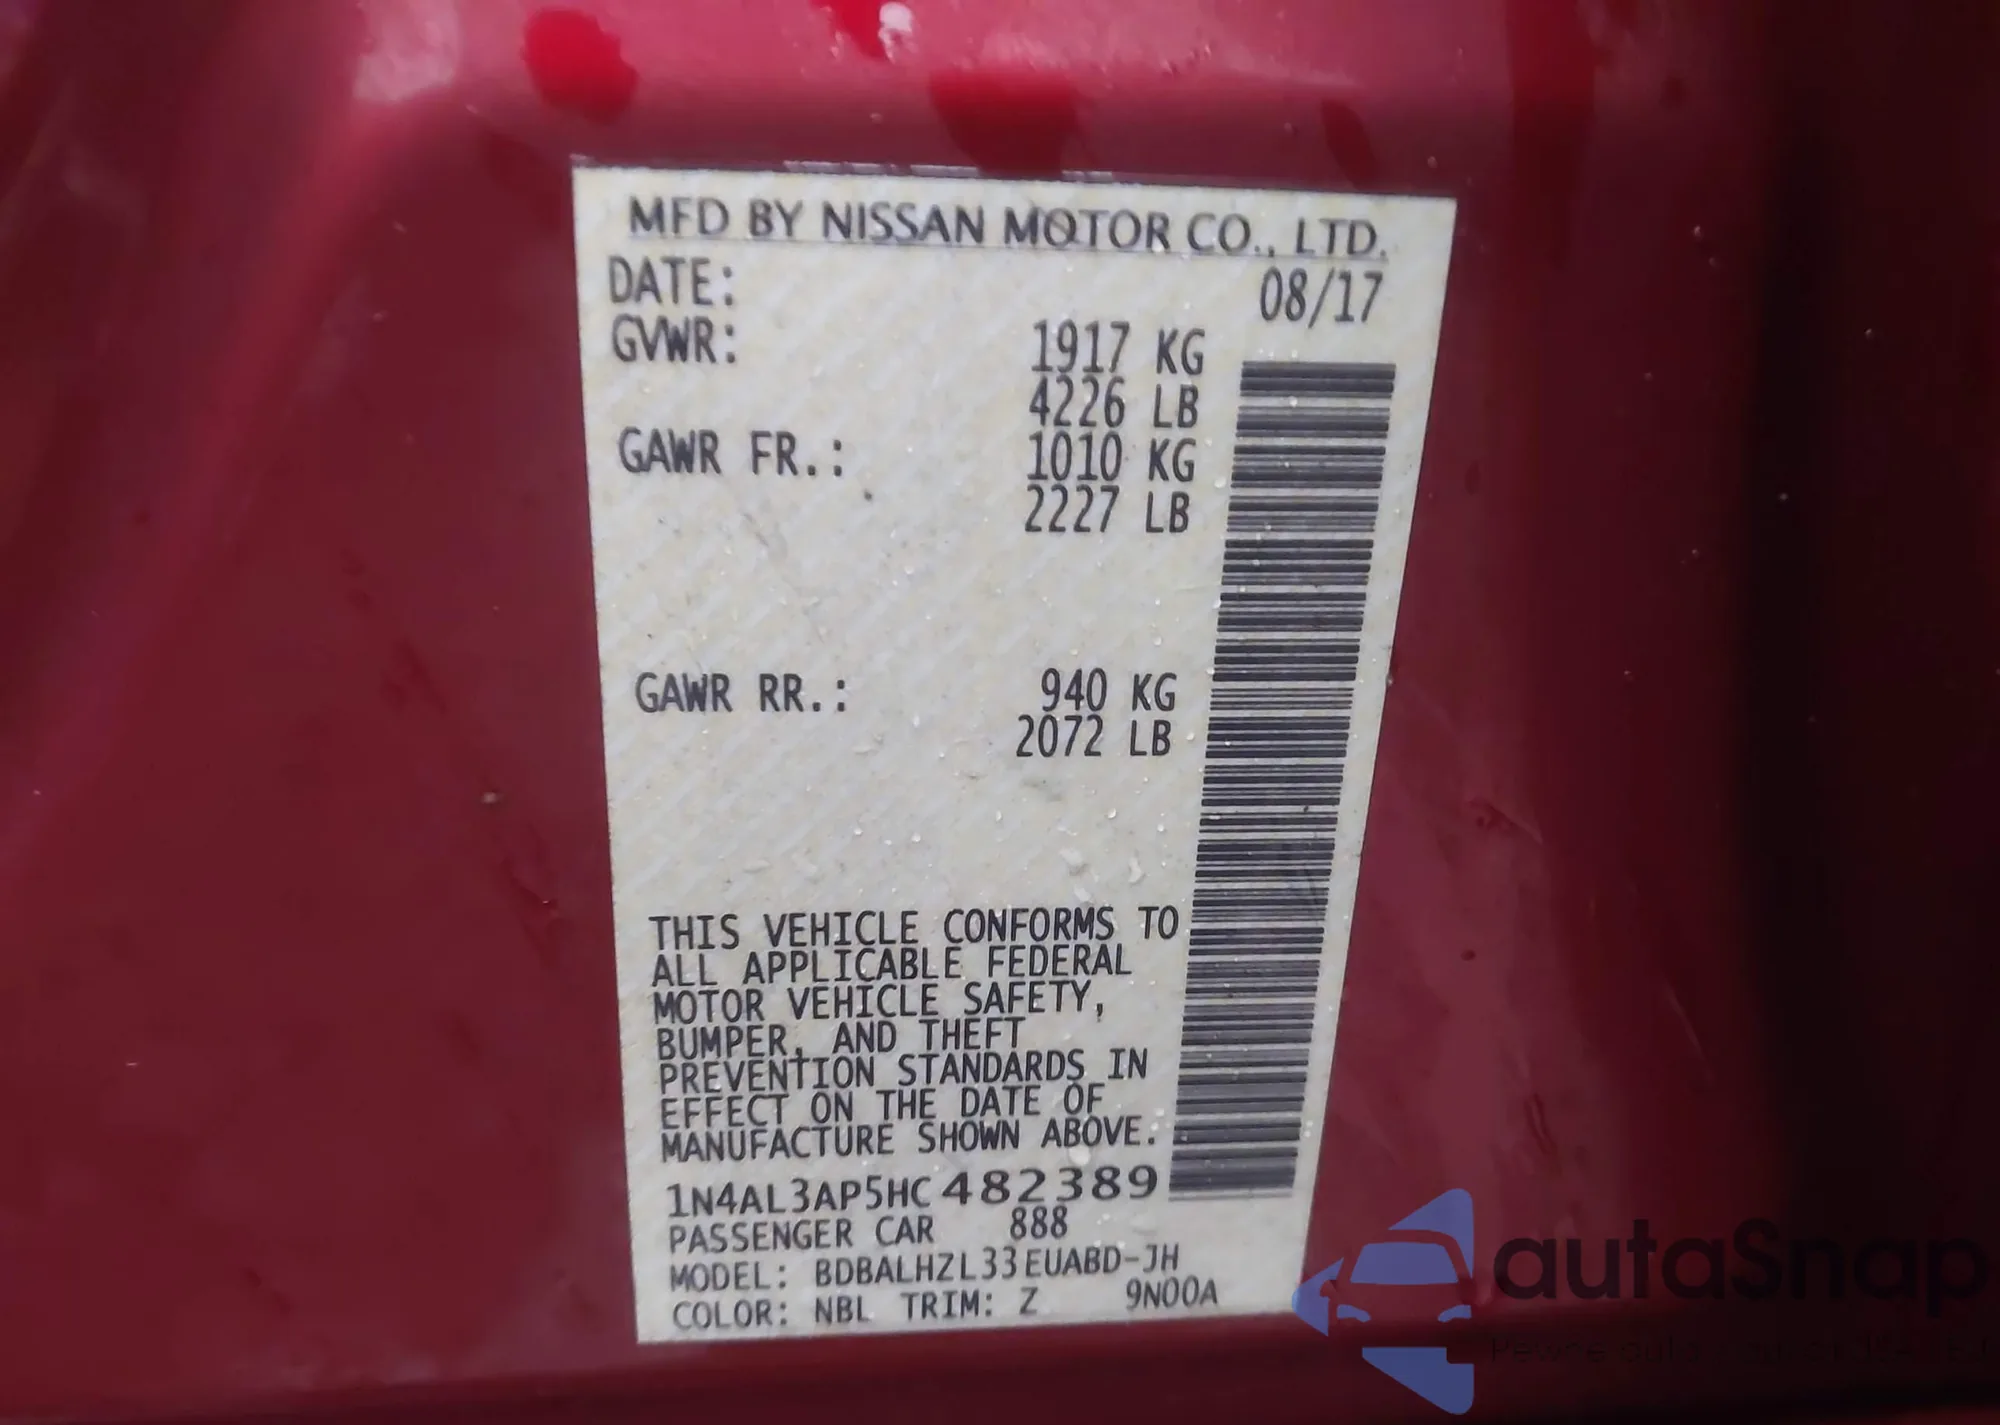 MFD BY NISSAN MOTOR CO., LTD.
DATE: 08/17
GVWR: 1917 KG
4226 LB
GAWR FR.: 1010 KG
2227 LB
GAWR RR.: 940 KG
2072 LB
THIS VEHICLE CONFORMS TO
ALL APPLICABLE FEDERAL
MOTOR VEHICLE SAFETY,
BUMPER, AND THEFT
PREVENTION STANDARDS IN
EFFECT ON THE DATE OF
MANUFACTURE SHOWN ABOVE.
1N4AL3AP5HC482389
PASSENGER CAR 888
MODEL: BDBALHZL33EUABD-JH
COLOR: NBL TRIM: Z 9N00A
autaSnap
Pewne auto